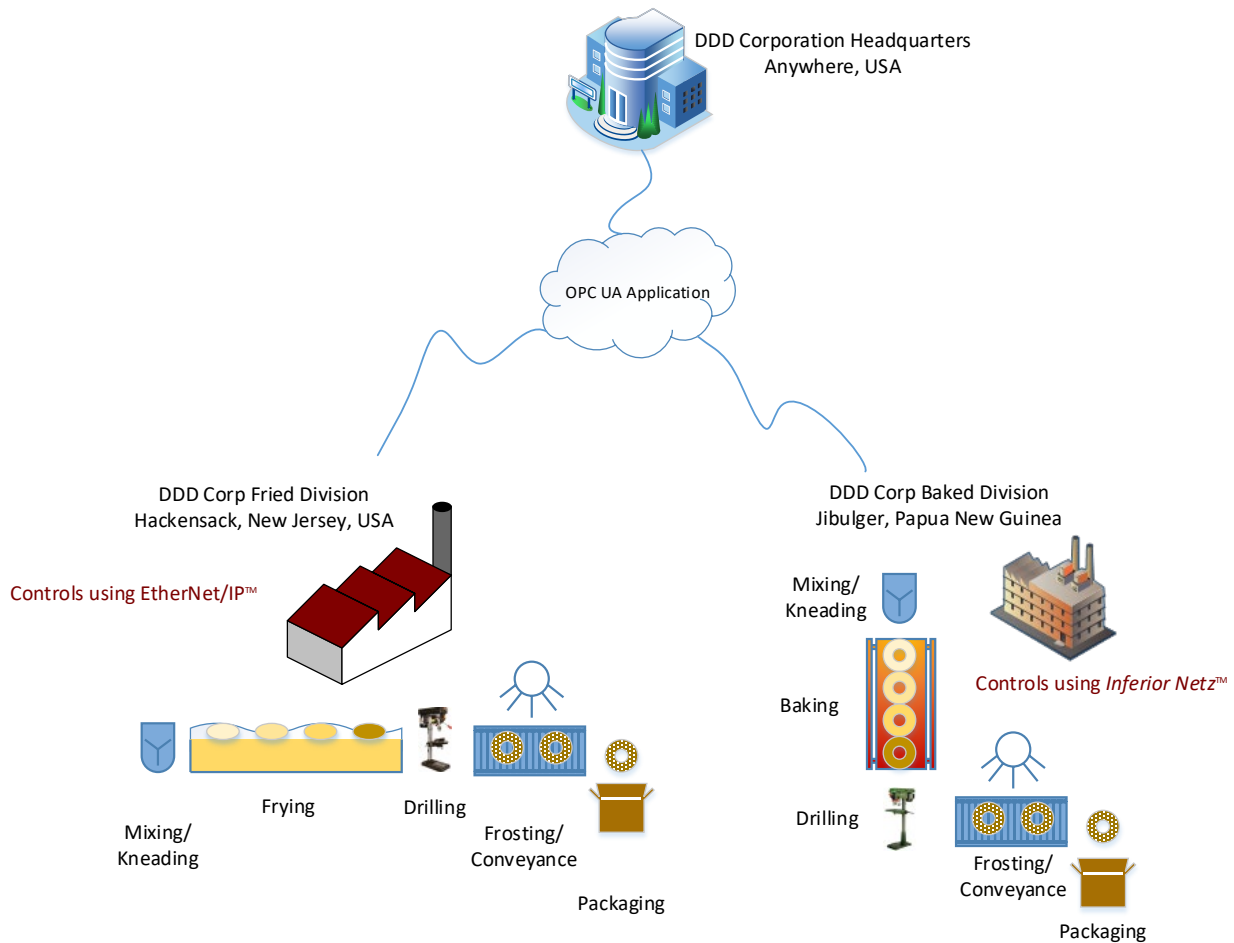 DDD Corporation Headquarters
Anywhere, USA
OPC UA Application
DDD Corp Fried Division
Hackensack, New Jersey, USA
Controls using EtherNet/IP™
Mixing/
Kneading
Frying
Drilling
Frosting/
Conveyance
Packaging
DDD Corp Baked Division
Jibulger, Papua New Guinea
Mixing/
Kneading
Controls using Inferior Netz™
Baking
Drilling
Frosting/
Conveyance
Packaging